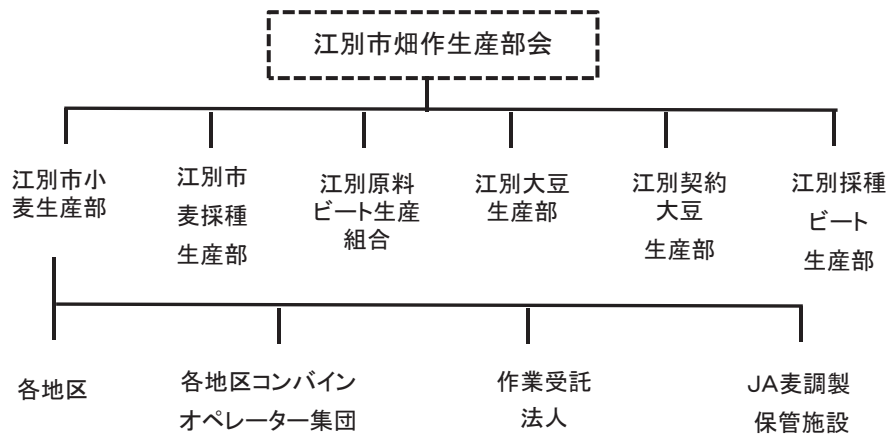 江別市畑作生産部会
江別市小
麦生産部
江別市
麦採種
生産部
江別原料
ビート生産
組合
江別大豆
生産部
江別契約
大豆
生産部
江別採種
ビート
生産部
各地区
各地区コンバイン
オペレーター集団
作業受託
法人
JA麦調製
保管施設